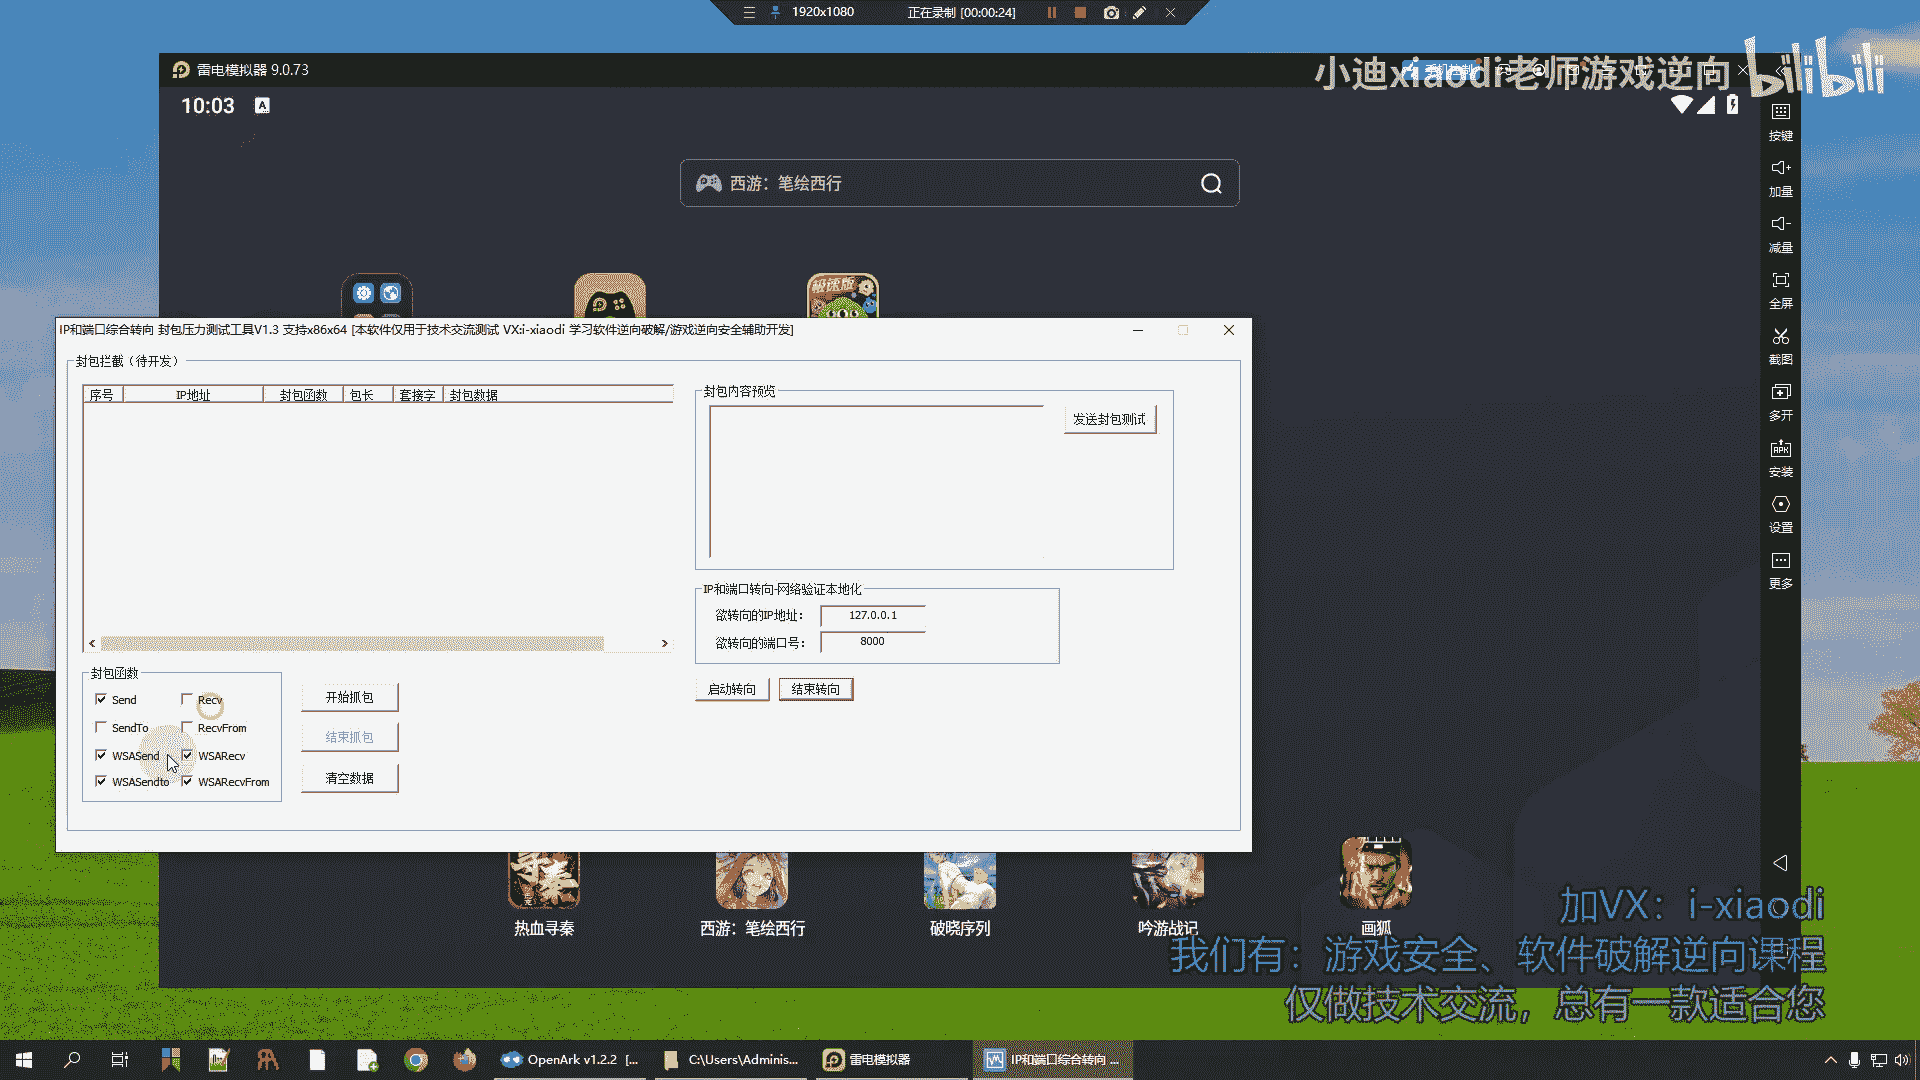 1920x1080
正在录制 [00:00:24]
雷电模拟器 9.0.73
小迪xiaodi老师游戏逆向
bilibili
10:03
A
西游：笔绘西行
极速版
按键
加量
减量
全屏
截图
多开
APK
安装
设置
更多
IP和端口综合转向 封包压力测试工具V1.3 支持x86x64 [本软件仅用于技术交流测试 VX:i-xiaodi 学习软件逆向破解/游戏逆向安全辅助开发]
封包拦截（待开发）
序号 IP地址 封包函数 包长 套接字 封包数据
封包内容预览
发送封包测试
IP和端口转向-网络验证本地化
欲转向的IP地址： 127.0.0.1
欲转向的端口号： 8000
启动转向 结束转向
封包函数
Send Recv
SendTo RecvFrom
WSASend WSARecv
WSASendto WSARecvFrom
开始抓包
结束抓包
清空数据
热血寻秦
西游：笔绘西行
破晓序列
吟游战记
画狐
加VX：i-xiaodi
我们有：游戏安全、软件破解逆向课程
仅做技术交流，总有一款适合您
OpenArk v1.2.2 [...
C:\Users\Adminis...
雷电模拟器
IP和端口综合转向 ...